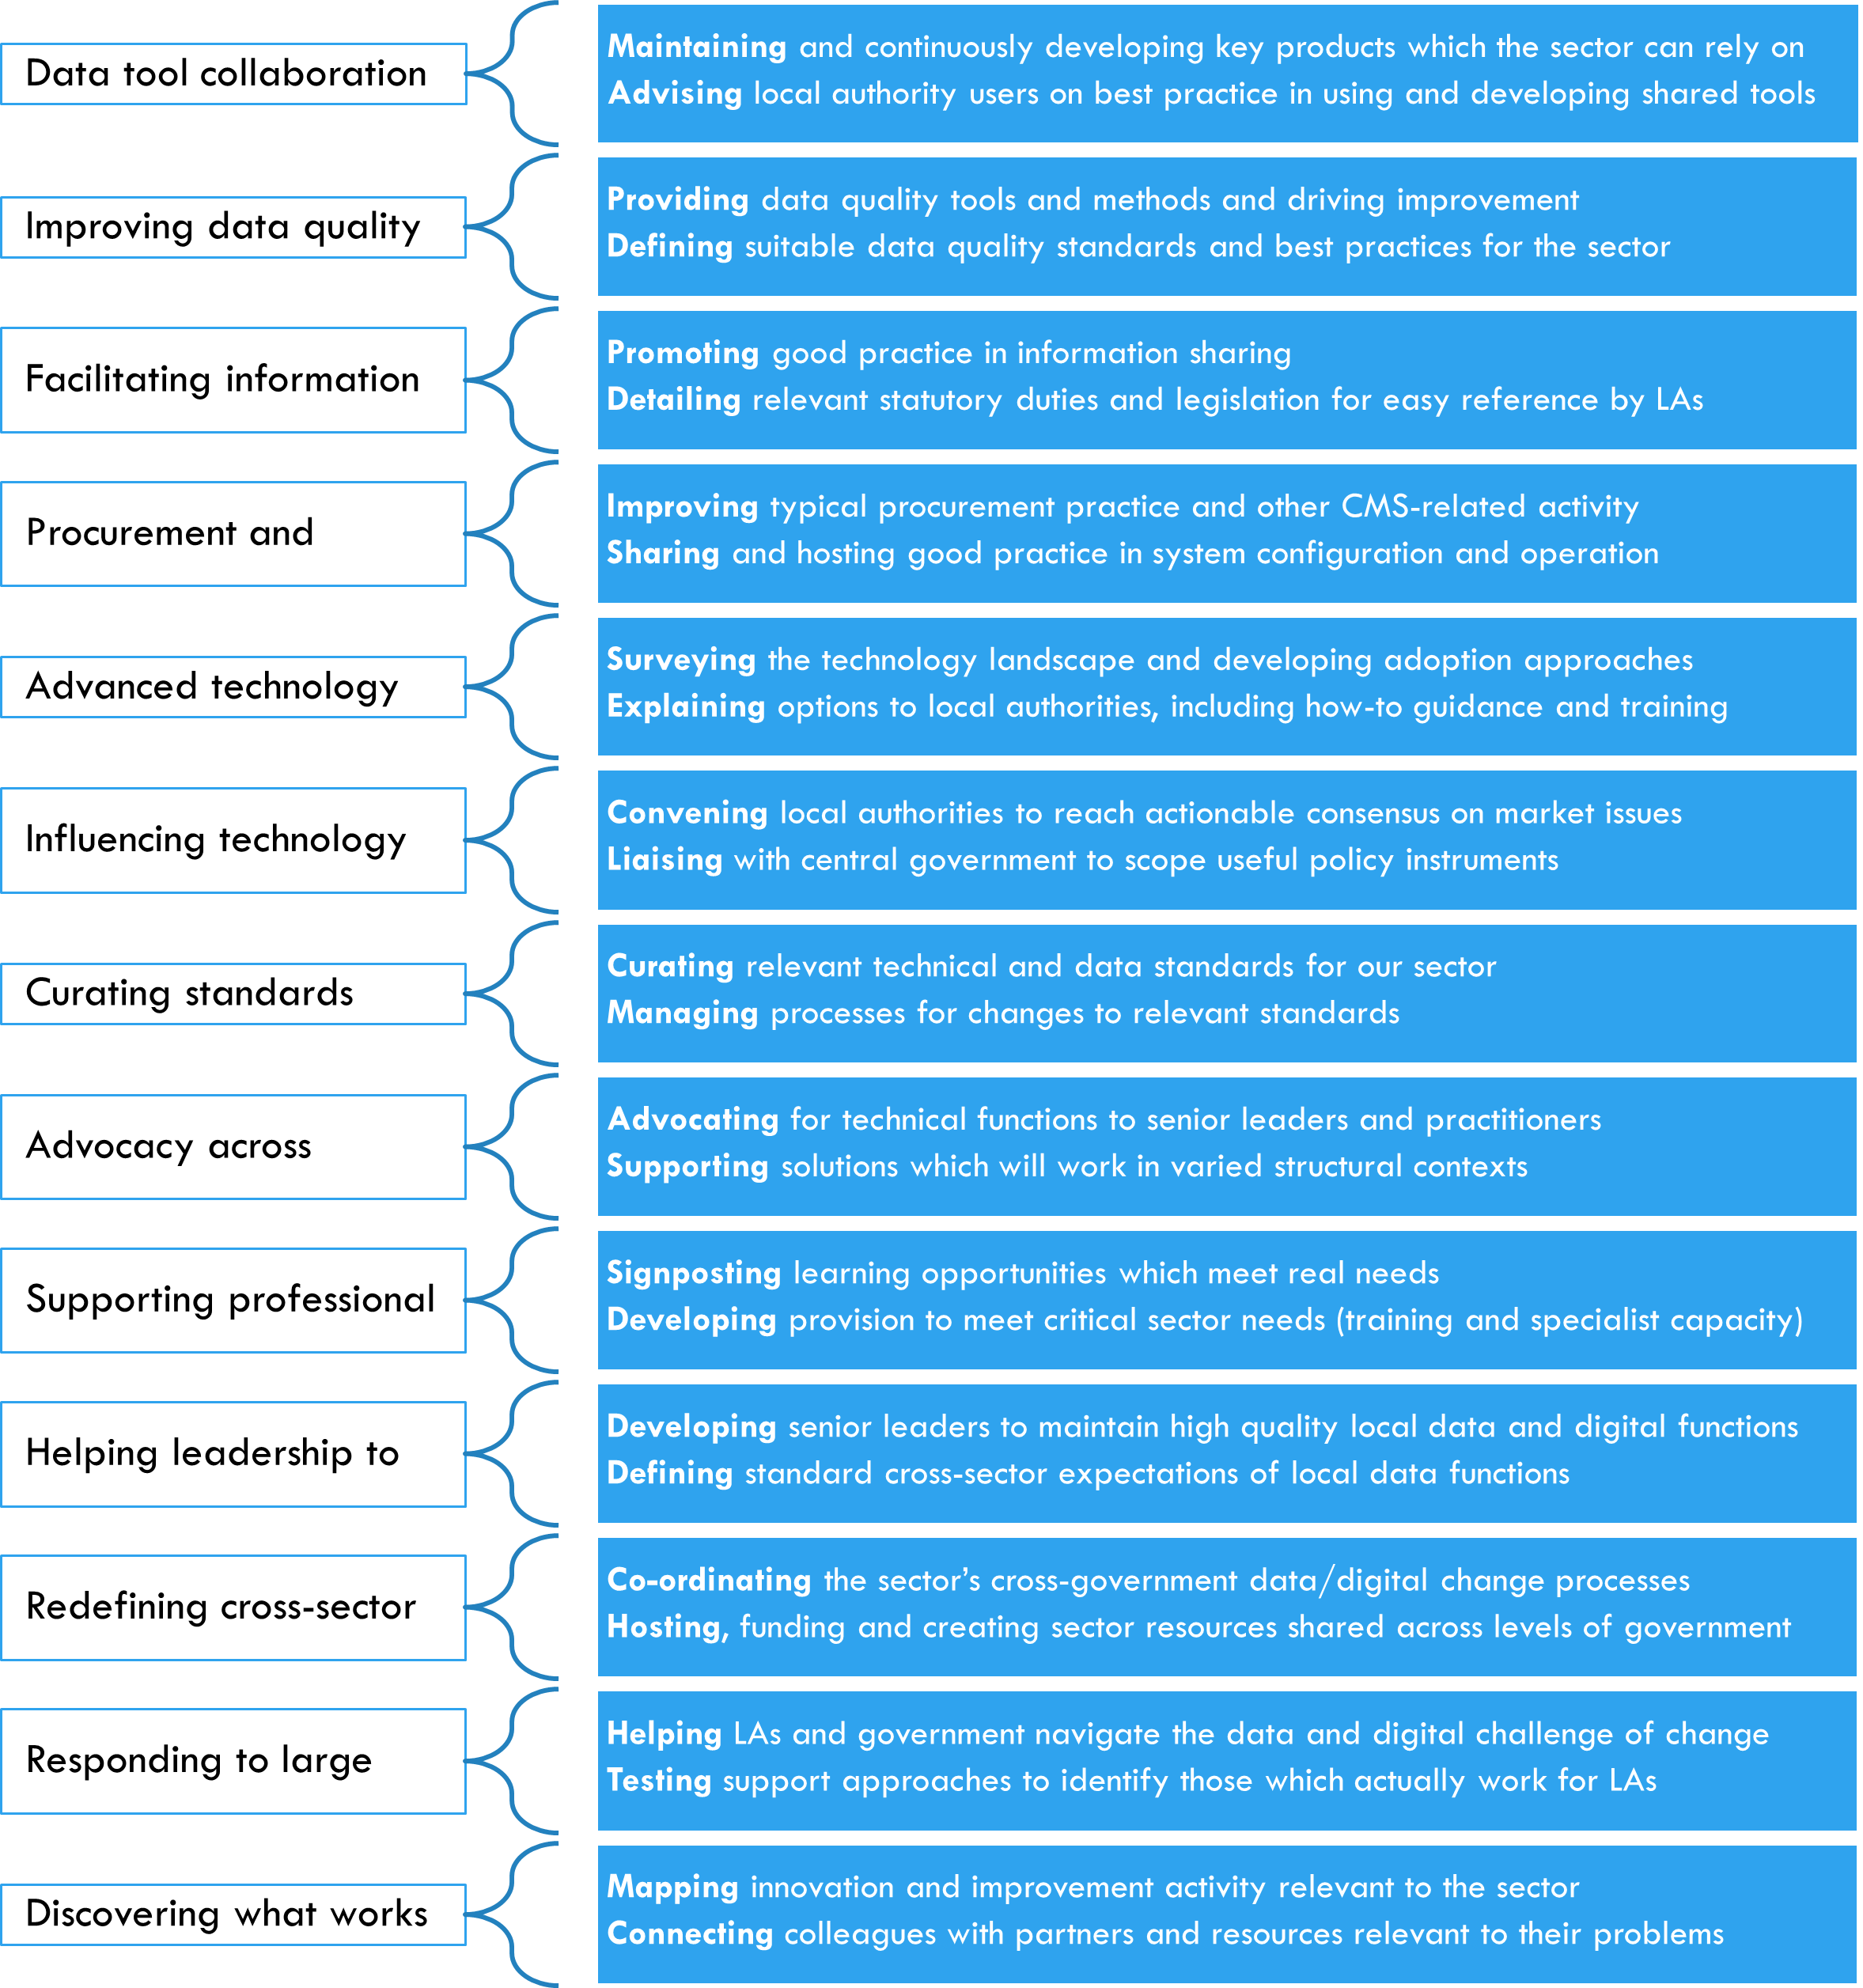 Data tool collaboration
Maintaining and continuously developing key products which the sector can rely on
Advising local authority users on best practice in using and developing shared tools
Improving data quality
Providing data quality tools and methods and driving improvement
Defining suitable data quality standards and best practices for the sector
Facilitating information
Promoting good practice in information sharing
Detailing relevant statutory duties and legislation for easy reference by LAs
Procurement and
Improving typical procurement practice and other CMS-related activity
Sharing and hosting good practice in system configuration and operation
Advanced technology
Surveying the technology landscape and developing adoption approaches
Explaining options to local authorities, including how-to guidance and training
Influencing technology
Convening local authorities to reach actionable consensus on market issues
Liaising with central government to scope useful policy instruments
Curating standards
Curating relevant technical and data standards for our sector
Managing processes for changes to relevant standards
Advocacy across
Advocating for technical functions to senior leaders and practitioners
Supporting solutions which will work in varied structural contexts
Supporting professional
Signposting learning opportunities which meet real needs
Developing provision to meet critical sector needs (training and specialist capacity)
Helping leadership to
Developing senior leaders to maintain high quality local data and digital functions
Defining standard cross-sector expectations of local data functions
Redefining cross-sector
Co-ordinating the sector’s cross-government data/digital change processes
Hosting, funding and creating sector resources shared across levels of government
Responding to large
Helping LAs and government navigate the data and digital challenge of change
Testing support approaches to identify those which actually work for LAs
Discovering what works
Mapping innovation and improvement activity relevant to the sector
Connecting colleagues with partners and resources relevant to their problems